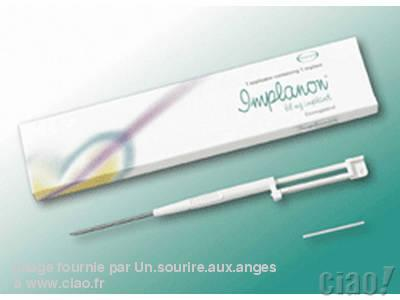 1 applicator containing 1 implant
Implanon®
68 mg implant
Etonogestrel
Image fournie par Un.sourire.aux.anges
à www.ciao.fr
ciao!